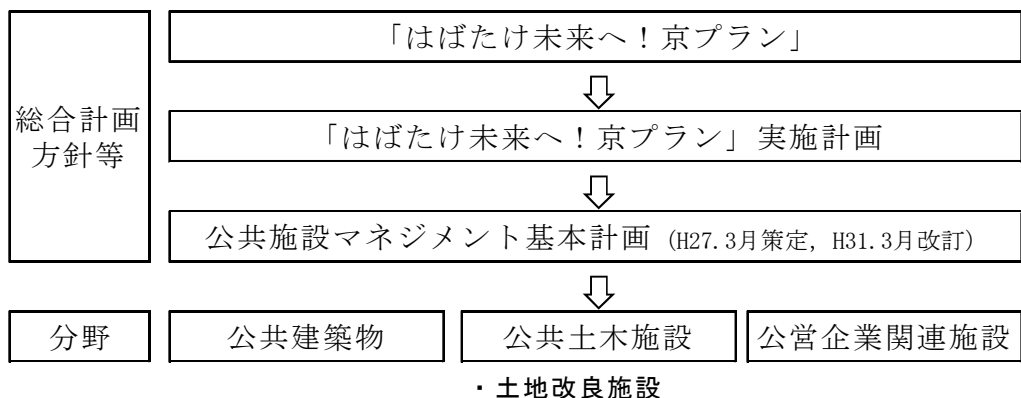 「はばたけ未来へ！京プラン」
総合計画
方針等
「はばたけ未来へ！京プラン」実施計画
公共施設マネジメント基本計画 (H27.3月策定, H31.3月改訂)
分野
公共建築物
公共土木施設
公営企業関連施設
・土地改良施設